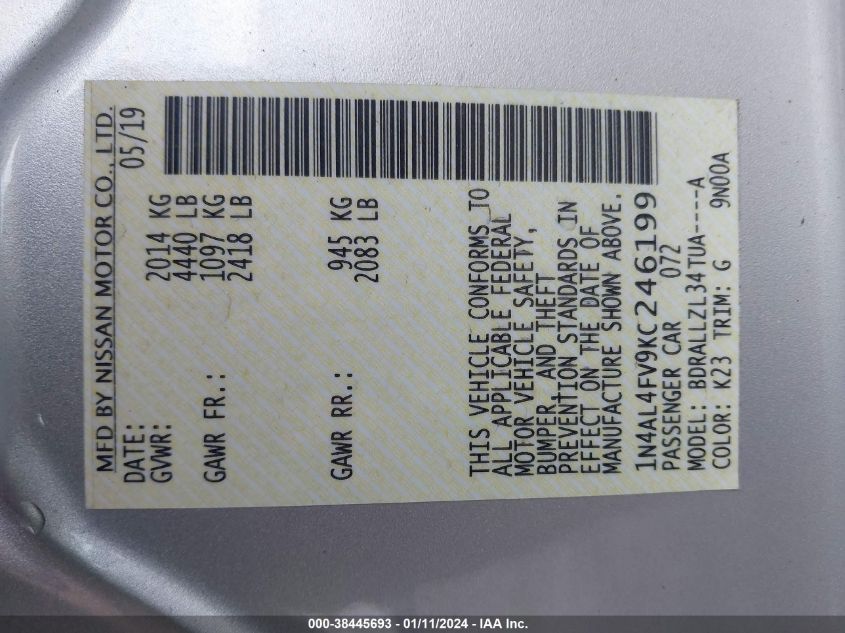 MFD BY NISSAN MOTOR CO., LTD.
DATE: 05/19
GVWR: 2014 KG
4440 LB
GAWR FR.: 1097 KG
2418 LB
GAWR RR.: 945 KG
2083 LB
THIS VEHICLE CONFORMS TO
ALL APPLICABLE FEDERAL
MOTOR VEHICLE SAFETY,
BUMPER, AND THEFT
PREVENTION STANDARDS IN
EFFECT ON THE DATE OF
MANUFACTURE SHOWN ABOVE.
1N4AL4FV9KC246199
PASSENGER CAR 072
MODEL: BDRALLZL34TUA----A
COLOR: K23 TRIM: G 9N00A
000-38445693 - 01/11/2024 - IAA Inc.